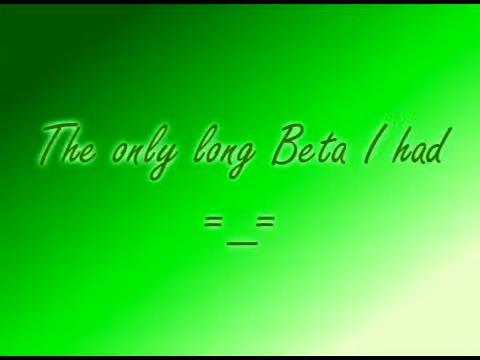 The only long Beta I had
=_=